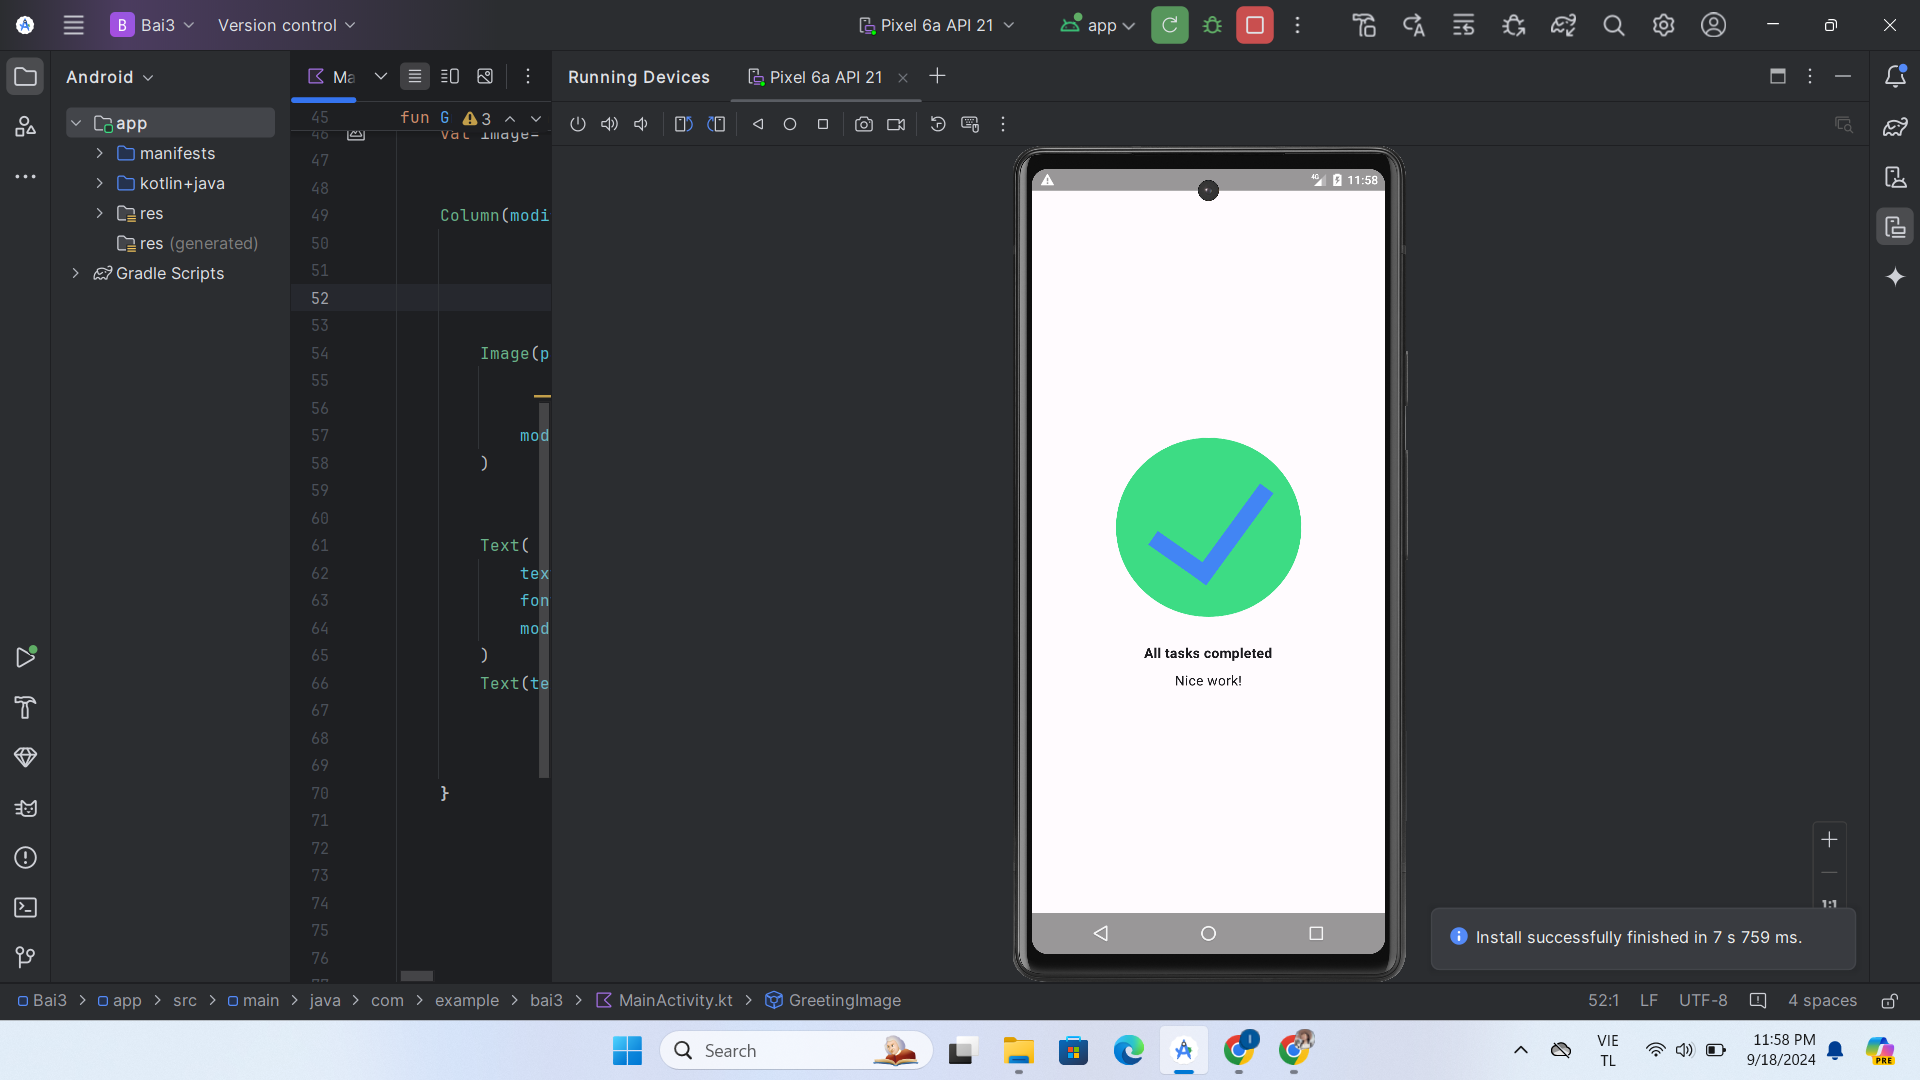 B Bai3
Version control
Pixel 6a API 21
app
Android
Ma
Running Devices
Pixel 6a API 21
app
manifests
kotlin+java
res
res (generated)
Gradle Scripts
45 fun G 3
46 val image=
47
48
49 Column(modi
50
51
52
53
54 Image(p
55
56
57 mod
58 )
59
60
61 Text(
62 tex
63 fon
64 mod
65 )
66 Text(te
67
68
69
70 }
71
72
73
74
75
76
4G 11:58
All tasks completed
Nice work!
1:1
Install successfully finished in 7 s 759 ms.
Bai3 > app > src > main > java > com > example > bai3 > MainActivity.kt > GreetingImage
52:1 LF UTF-8 4 spaces
Search
VIE
TL
11:58 PM
9/18/2024
PRE